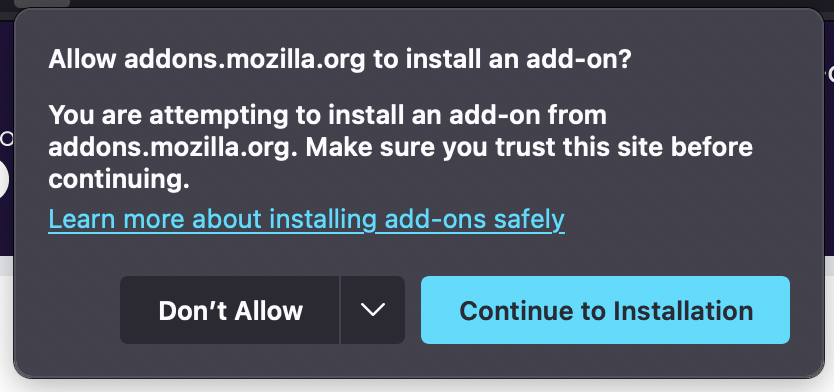 Allow addons.mozilla.org to install an add-on?
You are attempting to install an add-on from
addons.mozilla.org. Make sure you trust this site before
continuing.
Learn more about installing add-ons safely
Don’t Allow
Continue to Installation